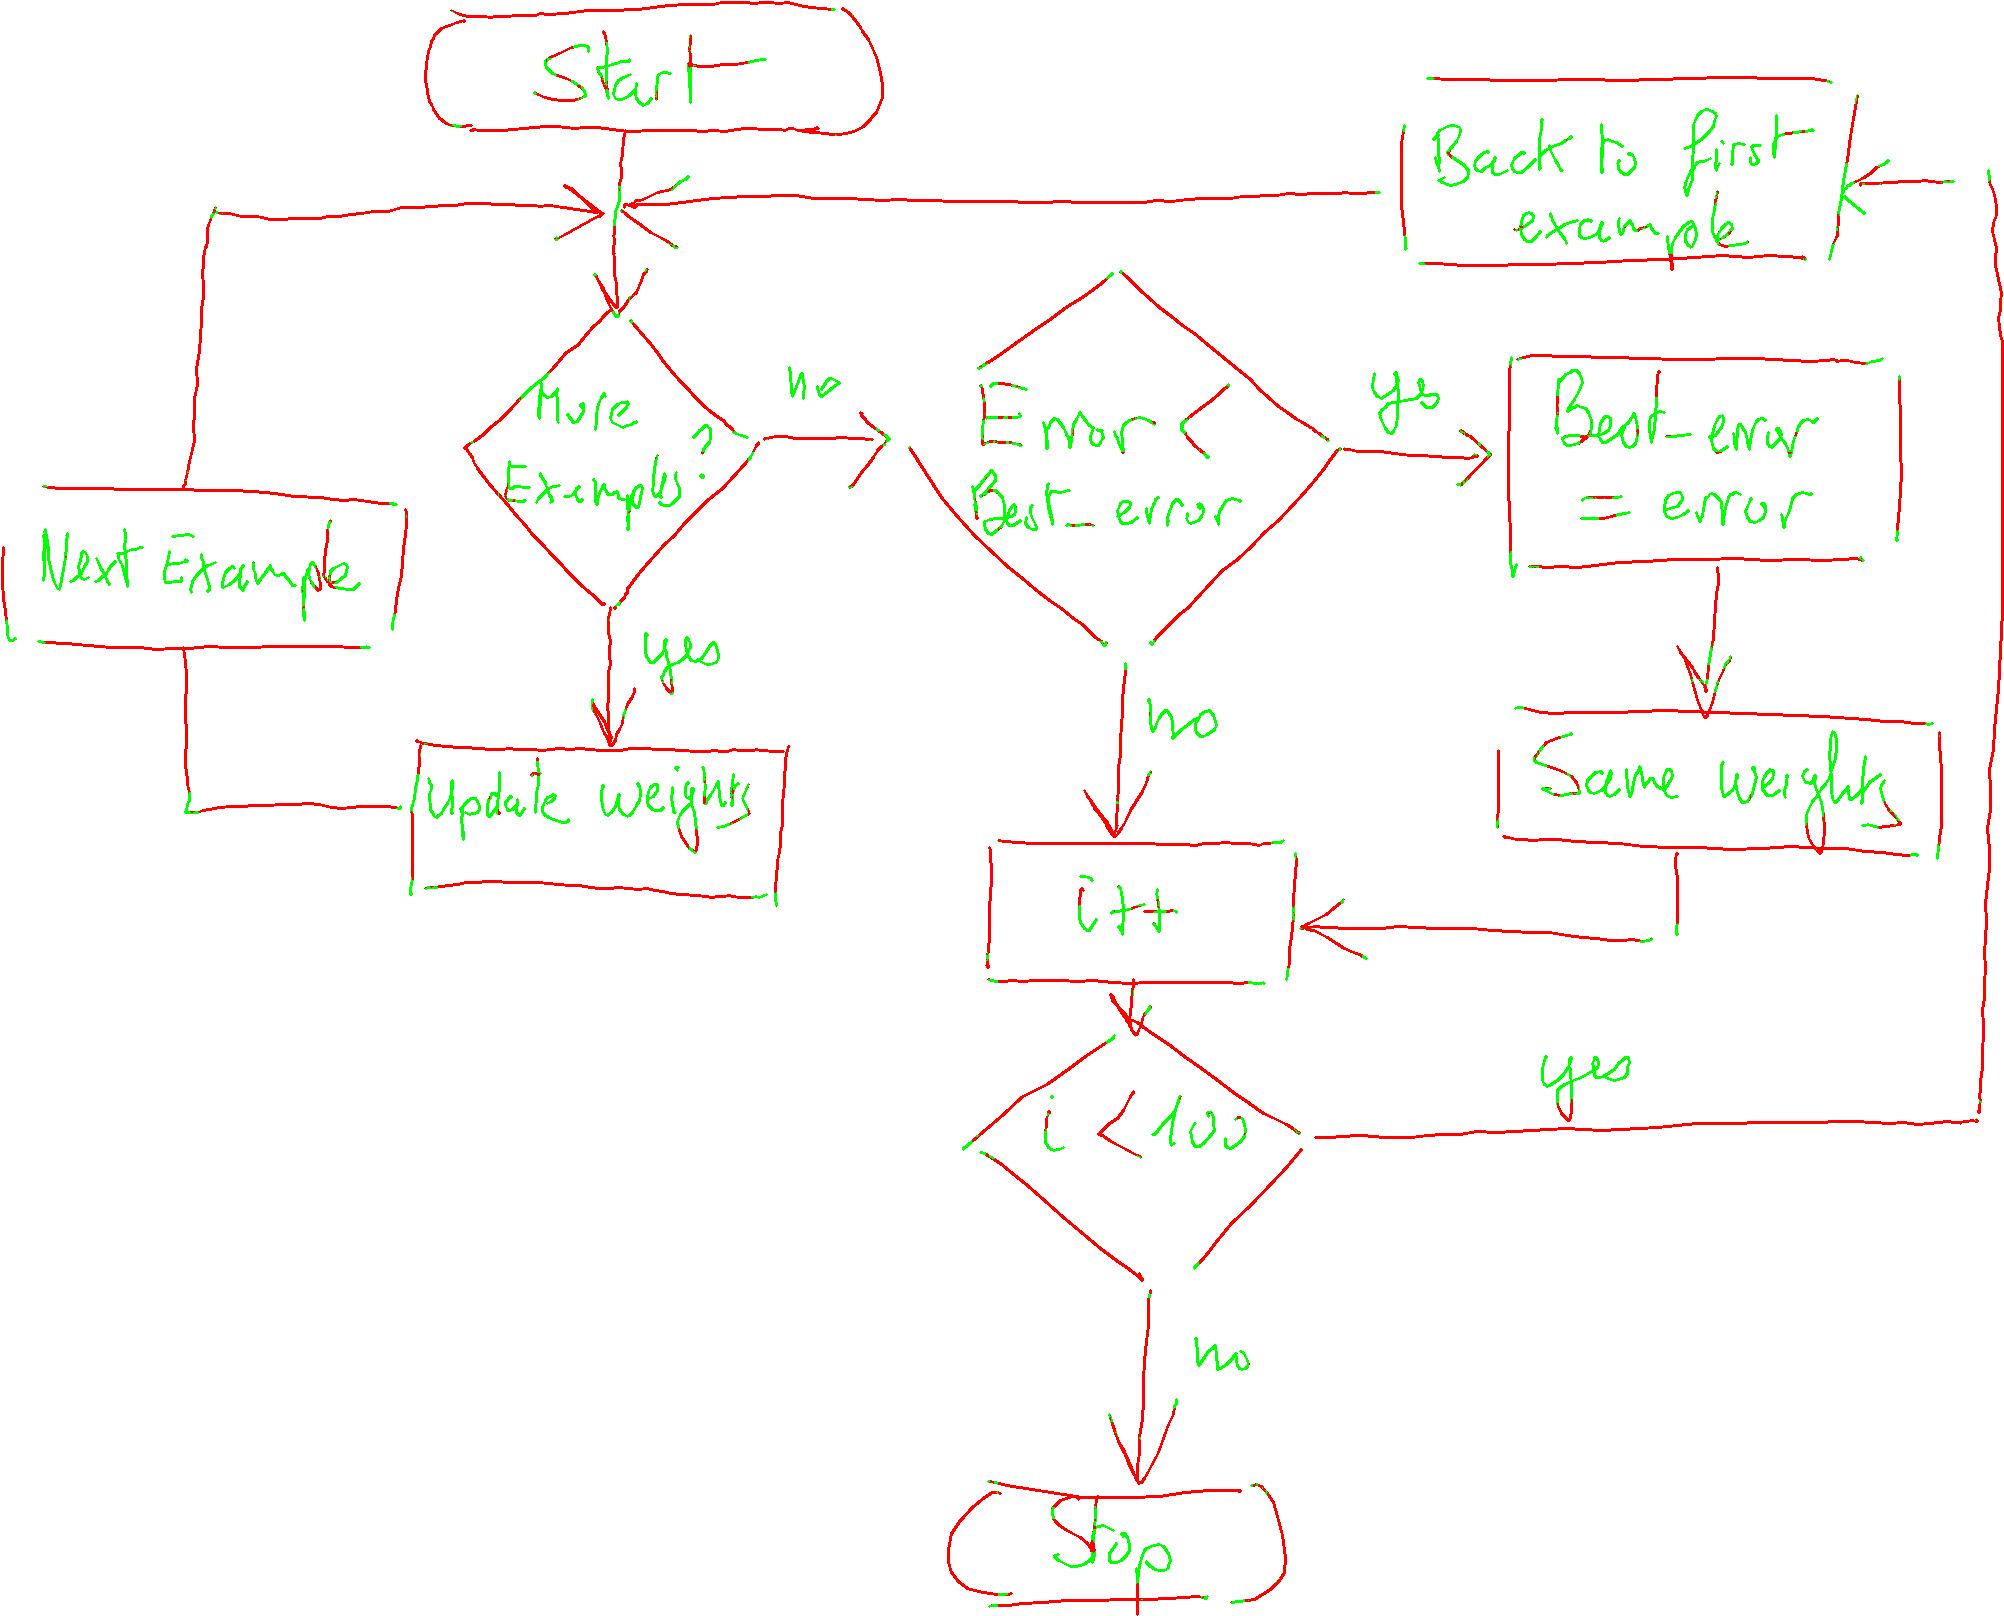 Start
Back to first
example
More
Examples?
no
Error <
Best_error
yes
Best_error
= error
Next Example
yes
Update weights
no
Same weights
i++
i < 100
yes
no
Stop